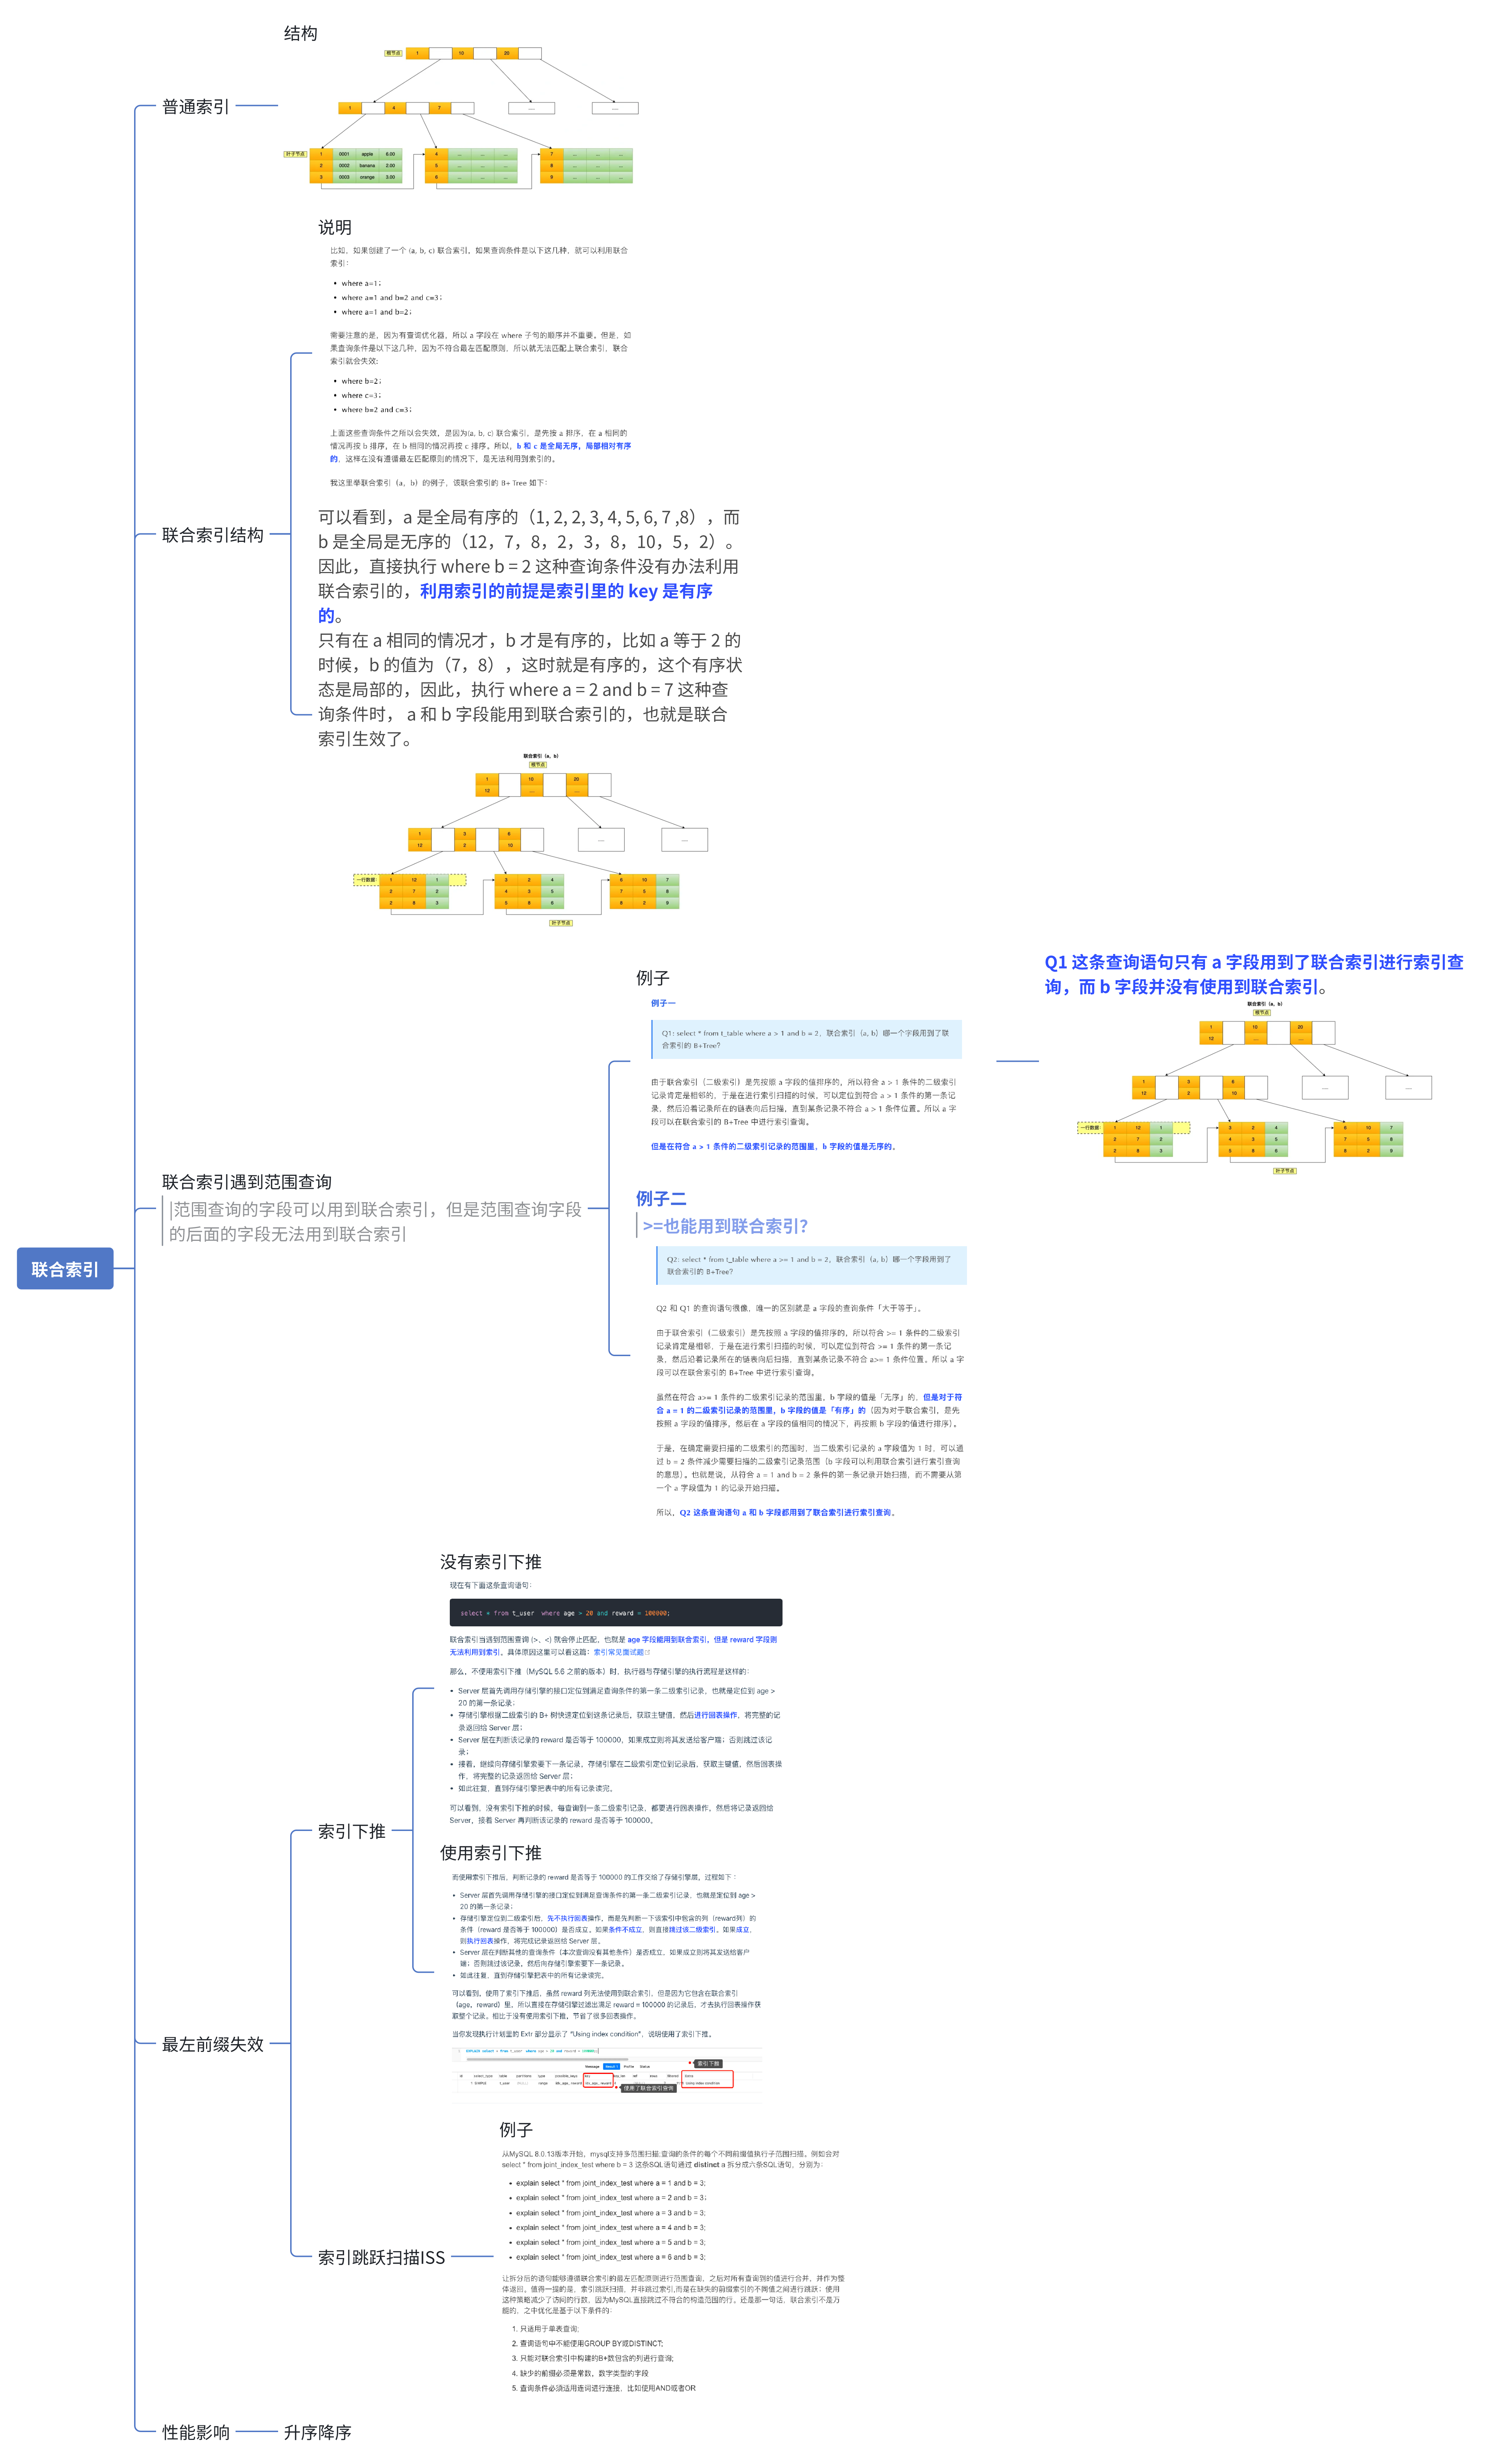 联合索引
普通索引
结构
根节点
1 10 20
1 4 7
...... ......
叶子节点
1 0001 apple 6.00
2 0002 banana 2.00
3 0003 orange 3.00
4 ... ... ...
5 ... ... ...
6 ... ... ...
7 ... ... ...
8 ... ... ...
9 ... ... ...
联合索引结构
说明
比如，如果创建了一个 (a, b, c) 联合索引，如果查询条件是以下这几种，就可以利用联合
索引：
• where a=1；
• where a=1 and b=2 and c=3；
• where a=1 and b=2；
需要注意的是，因为有查询优化器，所以 a 字段在 where 子句的顺序并不重要。但是，如
果查询条件是以下这几种，因为不符合最左匹配原则，所以就无法匹配上联合索引，联合
索引就会失效:
• where b=2；
• where c=3；
• where b=2 and c=3；
上面这些查询条件之所以会失效，是因为(a, b, c) 联合索引，是先按 a 排序，在 a 相同的
情况再按 b 排序，在 b 相同的情况再按 c 排序。所以，b 和 c 是全局无序，局部相对有序
的，这样在没有遵循最左匹配原则的情况下，是无法利用到索引的。
我这里举联合索引（a，b）的例子，该联合索引的 B+ Tree 如下：
可以看到，a 是全局有序的（1, 2, 2, 3, 4, 5, 6, 7 ,8），而
b 是全局是无序的（12，7，8，2，3，8，10，5，2）。
因此，直接执行 where b = 2 这种查询条件没有办法利用
联合索引的，利用索引的前提是索引里的 key 是有序
的。
只有在 a 相同的情况才，b 才是有序的，比如 a 等于 2 的
时候，b 的值为（7，8），这时就是有序的，这个有序状
态是局部的，因此，执行 where a = 2 and b = 7 这种查
询条件时， a 和 b 字段能用到联合索引的，也就是联合
索引生效了。
联合索引（a，b）
根节点
1 10 20
12 ...... ......
1 3 6
12 2 10
...... ......
一行数据:
1 12 1
2 7 2
2 8 3
3 2 4
4 3 5
5 8 6
6 10 7
7 5 8
8 2 9
叶子节点
联合索引遇到范围查询
|范围查询的字段可以用到联合索引，但是范围查询字段
的后面的字段无法用到联合索引
例子
例子一
Q1: select * from t_table where a > 1 and b = 2，联合索引（a, b）哪一个字段用到了联
合索引的 B+Tree？
由于联合索引（二级索引）是先按照 a 字段的值排序的，所以符合 a > 1 条件的二级索引
记录肯定是相邻的，于是在进行索引扫描的时候，可以定位到符合 a > 1 条件的第一条记
录，然后沿着记录所在的链表向后扫描，直到某条记录不符合 a > 1 条件位置。所以 a 字
段可以在联合索引的 B+Tree 中进行索引查询。
但是在符合 a > 1 条件的二级索引记录的范围里，b 字段的值是无序的。
Q1 这条查询语句只有 a 字段用到了联合索引进行索引查
询，而 b 字段并没有使用到联合索引。
联合索引（a，b）
根节点
1 10 20
12 ...... ......
1 3 6
12 2 10
...... ......
一行数据:
1 12 1
2 7 2
2 8 3
3 2 4
4 3 5
5 8 6
6 10 7
7 5 8
8 2 9
叶子节点
例子二
>=也能用到联合索引？
Q2: select * from t_table where a >= 1 and b = 2，联合索引（a, b）哪一个字段用到了
联合索引的 B+Tree？
Q2 和 Q1 的查询语句很像，唯一的区别就是 a 字段的查询条件「大于等于」。
由于联合索引（二级索引）是先按照 a 字段的值排序的，所以符合 >= 1 条件的二级索引
记录肯定是相邻，于是在进行索引扫描的时候，可以定位到符合 >= 1 条件的第一条记
录，然后沿着记录所在的链表向后扫描，直到某条记录不符合 a>= 1 条件位置。所以 a 字
段可以在联合索引的 B+Tree 中进行索引查询。
虽然在符合 a>= 1 条件的二级索引记录的范围里，b 字段的值是「无序」的，但是对于符
合 a = 1 的二级索引记录的范围里，b 字段的值是「有序」的（因为对于联合索引，是先
按照 a 字段的值排序，然后在 a 字段的值相同的情况下，再按照 b 字段的值进行排序）。
于是，在确定需要扫描的二级索引的范围时，当二级索引记录的 a 字段值为 1 时，可以通
过 b = 2 条件减少需要扫描的二级索引记录范围（b 字段可以利用联合索引进行索引查询
的意思）。也就是说，从符合 a = 1 and b = 2 条件的第一条记录开始扫描，而不需要从第
一个 a 字段值为 1 的记录开始扫描。
所以，Q2 这条查询语句 a 和 b 字段都用到了联合索引进行索引查询。
最左前缀失效
索引下推
没有索引下推
现在有下面这条查询语句：
select * from t_user where age > 20 and reward = 100000;
联合索引当遇到范围查询 (>、<) 就会停止匹配，也就是 age 字段能用到联合索引，但是 reward 字段则
无法利用到索引。具体原因这里可以看这篇：索引常见面试题
那么，不使用索引下推（MySQL 5.6 之前的版本）时，执行器与存储引擎的执行流程是这样的：
• Server 层首先调用存储引擎的接口定位到满足查询条件的第一条二级索引记录，也就是定位到 age >
20 的第一条记录；
• 存储引擎根据二级索引的 B+ 树快速定位到这条记录后，获取主键值，然后进行回表操作，将完整的记
录返回给 Server 层；
• Server 层在判断该记录的 reward 是否等于 100000，如果成立则将其发送给客户端；否则跳过该记
录；
• 接着，继续向存储引擎索要下一条记录，存储引擎在二级索引定位到记录后，获取主键值，然后回表操
作，将完整的记录返回给 Server 层；
• 如此往复，直到存储引擎把表中的所有记录读完。
可以看到，没有索引下推的时候，每查询到一条二级索引记录，都要进行回表操作，然后将记录返回给
Server，接着 Server 再判断该记录的 reward 是否等于 100000。
使用索引下推
而使用索引下推后，判断记录的 reward 是否等于 100000 的工作交给了存储引擎层，过程如下：
• Server 层首先调用存储引擎的接口定位到满足查询条件的第一条二级索引记录，也就是定位到 age >
20 的第一条记录；
• 存储引擎定位到二级索引后，先不执行回表操作，而是先判断一下该索引中包含的列（reward列）的
条件（reward 是否等于 100000）是否成立。如果条件不成立，则直接跳过该二级索引。如果成立，
则执行回表操作，将完成记录返回给 Server 层。
• Server 层在判断其他的查询条件（本次查询没有其他条件）是否成立，如果成立则将其发送给客户
端；否则跳过该记录，然后向存储引擎索要下一条记录。
• 如此往复，直到存储引擎把表中的所有记录读完。
可以看到，使用了索引下推后，虽然 reward 列无法使用到联合索引，但是因为它包含在联合索引
（age，reward）里，所以直接在存储引擎过滤出满足 reward = 100000 的记录后，才去执行回表操作获
取整个记录。相比于没有使用索引下推，节省了很多回表操作。
当你发现执行计划里的 Extr 部分显示了 “Using index condition”，说明使用了索引下推。
索引下推
使用了联合索引查询
索引跳跃扫描ISS
例子
从MySQL 8.0.13版本开始，mysql支持多范围扫描:查询的条件的每个不同前缀值执行子范围扫描。例如会对
select * from joint_index_test where b = 3 这条SQL语句通过 distinct a 拆分成六条SQL语句，分别为：
• explain select * from joint_index_test where a = 1 and b = 3;
• explain select * from joint_index_test where a = 2 and b = 3；
• explain select * from joint_index_test where a = 3 and b = 3;
• explain select * from joint_index_test where a = 4 and b = 3;
• explain select * from joint_index_test where a = 5 and b = 3;
• explain select * from joint_index_test where a = 6 and b = 3;
让拆分后的语句能够遵循联合索引的最左匹配原则进行范围查询，之后对所有查询到的值进行合并，并作为整
体返回。值得一提的是，索引跳跃扫描，并非跳过索引,而是在缺失的前缀索引的不同值之间进行跳跃；使用
这种策略减少了访问的行数，因为MySQL直接跳过不符合的构造范围的行。还是那一句话，联合索引不是万
能的，之中优化是基于以下条件的：
1. 只适用于单表查询;
2. 查询语句中不能使用GROUP BY或DISTINCT;
3. 只能对联合索引中构建的B+数包含的列进行查询;
4. 缺少的前缀必须是常数，数字类型的字段
5. 查询条件必须适用连词进行连接，比如使用AND或者OR
性能影响
升序降序